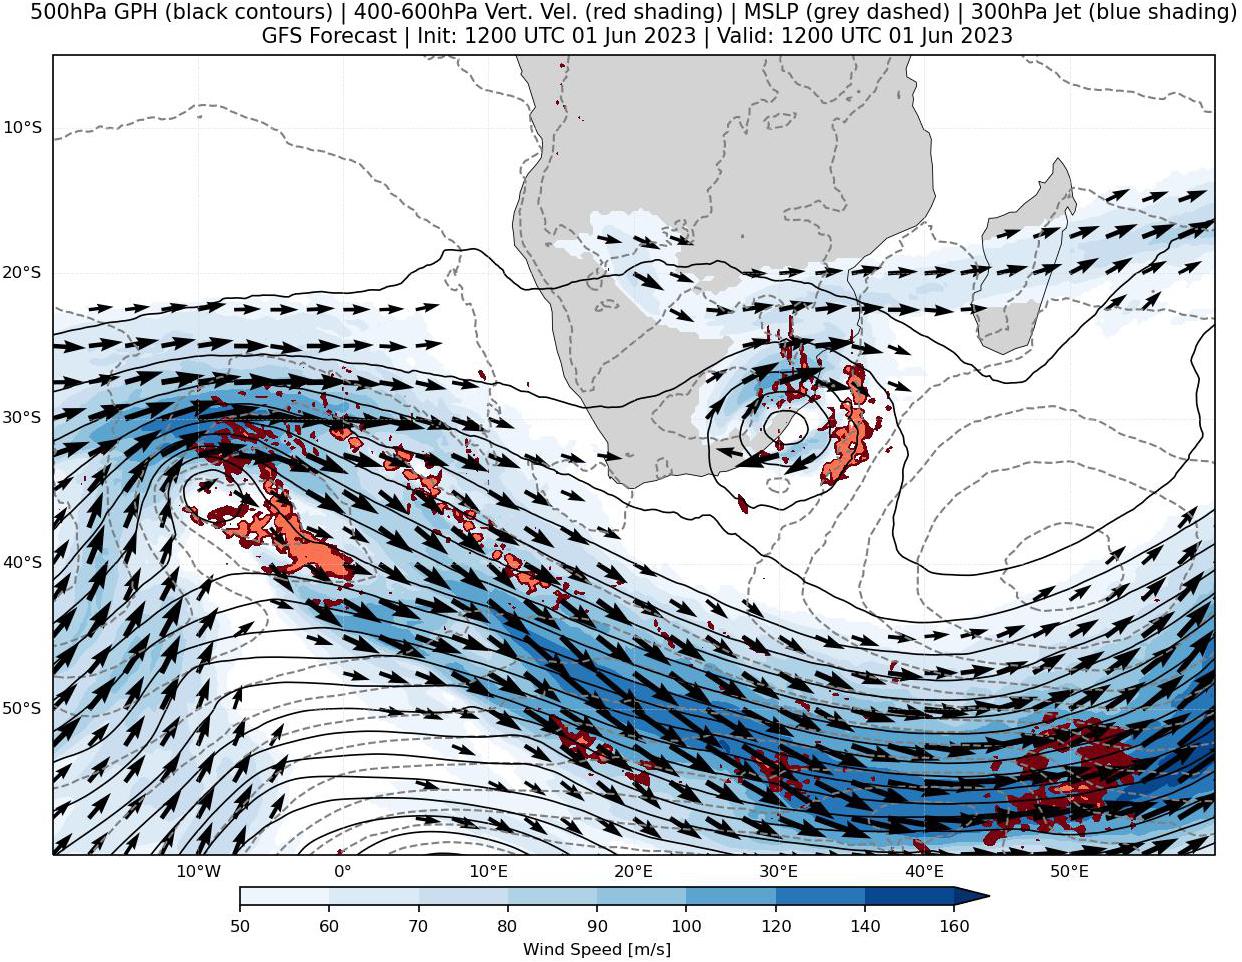 500hPa GPH (black contours) | 400-600hPa Vert. Vel. (red shading) | MSLP (grey dashed) | 300hPa Jet (blue shading)
GFS Forecast | Init: 1200 UTC 01 Jun 2023 | Valid: 1200 UTC 01 Jun 2023
10°S
20°S
30°S
40°S
50°S
10°W 0° 10°E 20°E 30°E 40°E 50°E
50 60 70 80 90 100 120 140 160
Wind Speed [m/s]